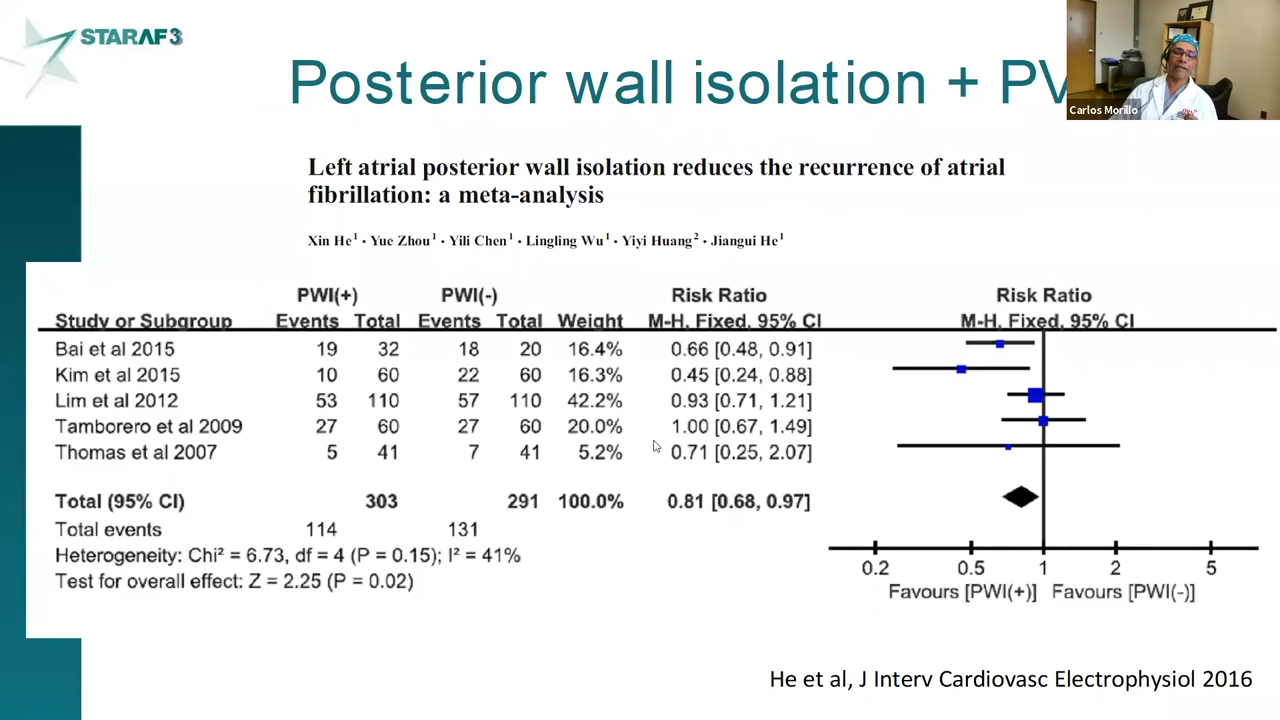 STARAF 3
Posterior wall isolation + PV
Carlos Morillo
Left atrial posterior wall isolation reduces the recurrence of atrial
fibrillation: a meta-analysis
Xin He¹ · Yue Zhou¹ · Yili Chen¹ · Lingling Wu¹ · Yiyi Huang² · Jiangui He¹
PWI(+) PWI(-) Risk Ratio Risk Ratio
Study or Subgroup Events Total Events Total Weight M-H, Fixed, 95% CI M-H, Fixed, 95% CI
Bai et al 2015 19 32 18 20 16.4% 0.66 [0.48, 0.91]
Kim et al 2015 10 60 22 60 16.3% 0.45 [0.24, 0.88]
Lim et al 2012 53 110 57 110 42.2% 0.93 [0.71, 1.21]
Tamborero et al 2009 27 60 27 60 20.0% 1.00 [0.67, 1.49]
Thomas et al 2007 5 41 7 41 5.2% 0.71 [0.25, 2.07]
Total (95% CI) 303 291 100.0% 0.81 [0.68, 0.97]
Total events 114 131
Heterogeneity: Chi² = 6.73, df = 4 (P = 0.15); I² = 41%
Test for overall effect: Z = 2.25 (P = 0.02)
0.2 0.5 1 2 5
Favours [PWI(+)] Favours [PWI(-)]
He et al, J Interv Cardiovasc Electrophysiol 2016